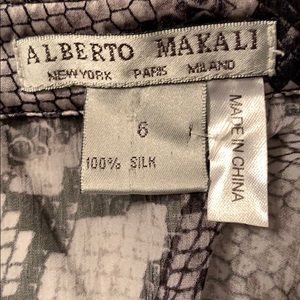 ALBERTO MAKALI
NEW YORK PARIS MILANO
6
100% SILK
MADE IN CHINA